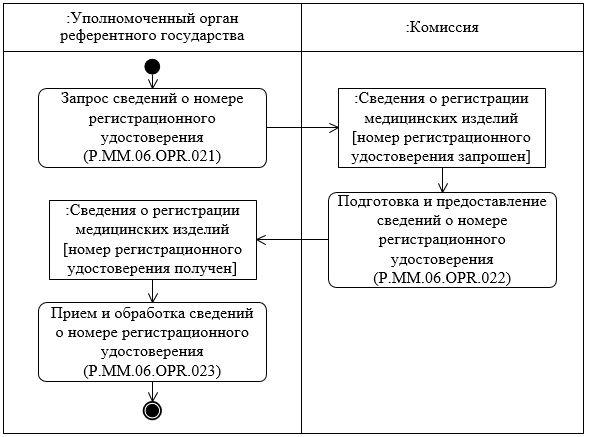 :Уполномоченный орган
референтного государства
:Комиссия
Запрос сведений о номере
регистрационного
удостоверения
(P.MM.06.OPR.021)
:Сведения о регистрации
медицинских изделий
[номер регистрационного
удостоверения запрошен]
Подготовка и предоставление
сведений о номере
регистрационного
удостоверения
(P.MM.06.OPR.022)
:Сведения о регистрации
медицинских изделий
[номер регистрационного
удостоверения получен]
Прием и обработка сведений
о номере регистрационного
удостоверения
(P.MM.06.OPR.023)